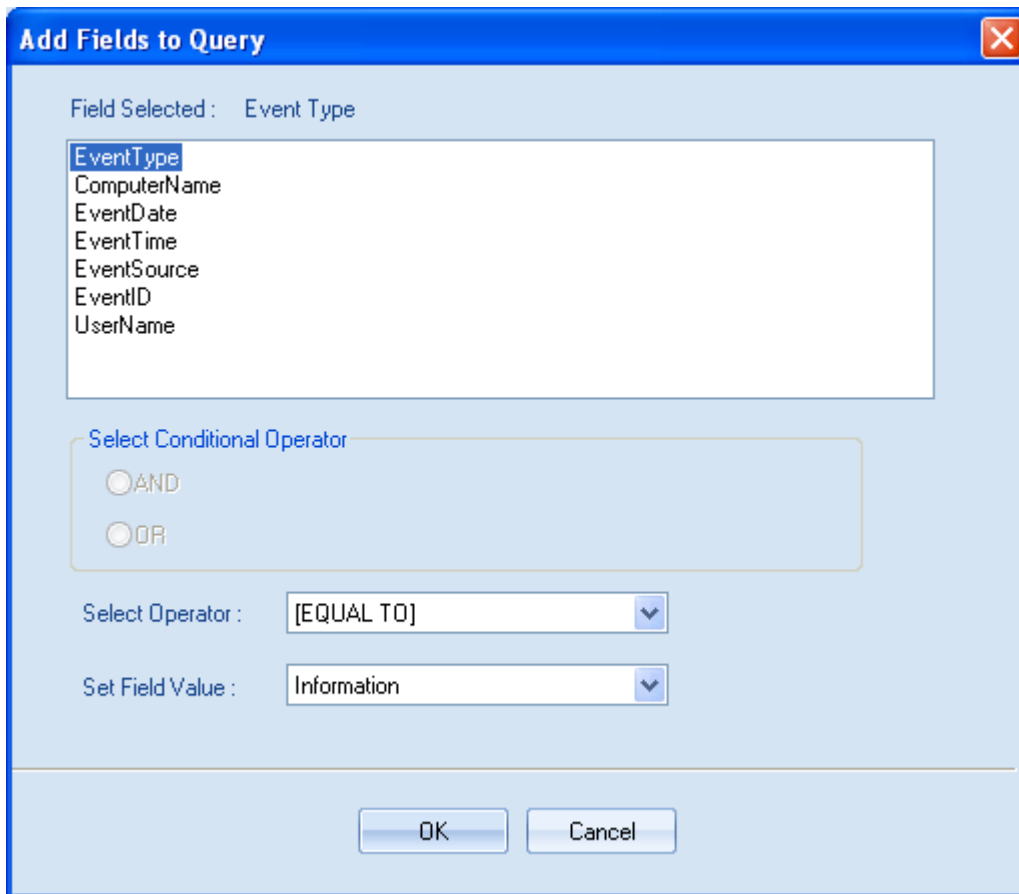 Add Fields to Query
Field Selected : Event Type
EventType
ComputerName
EventDate
EventTime
EventSource
EventID
UserName
Select Conditional Operator
AND
OR
Select Operator : [EQUAL TO]
Set Field Value : Information
OK Cancel